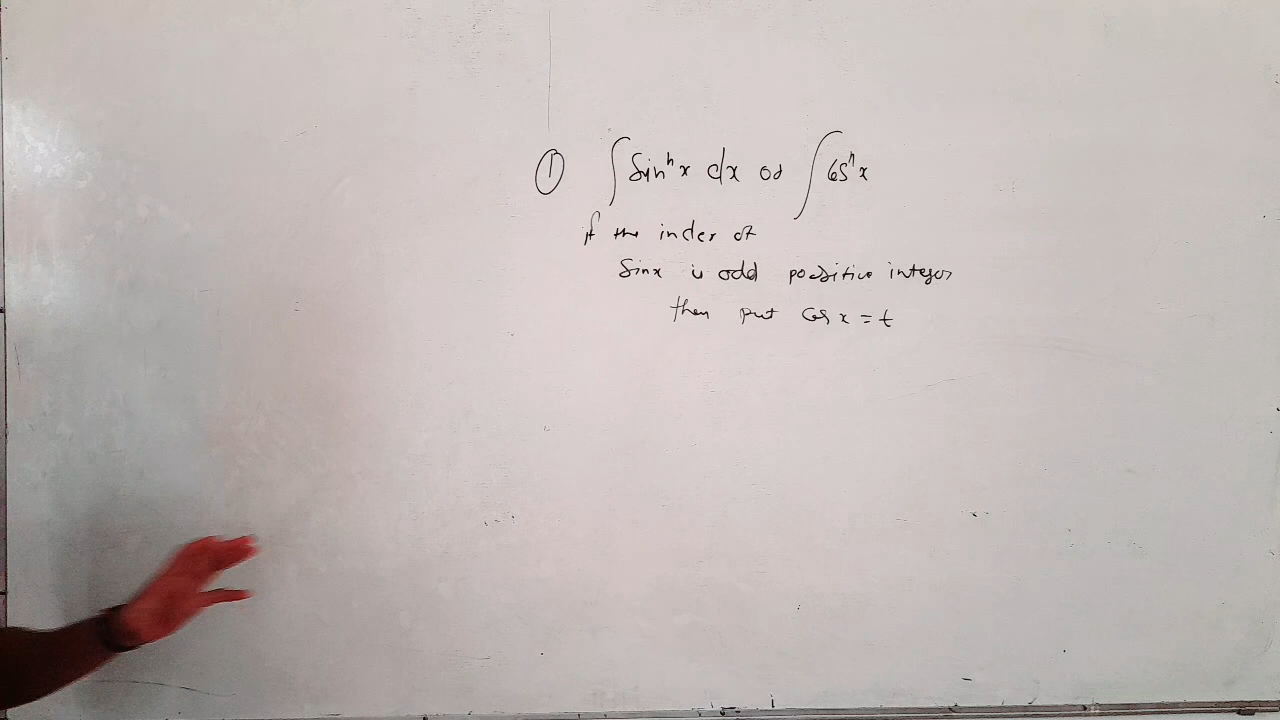 ① ∫ Sinⁿx dx or ∫ Cosⁿx
if the index of
Sinx is odd positive integer
then put Cos x = t